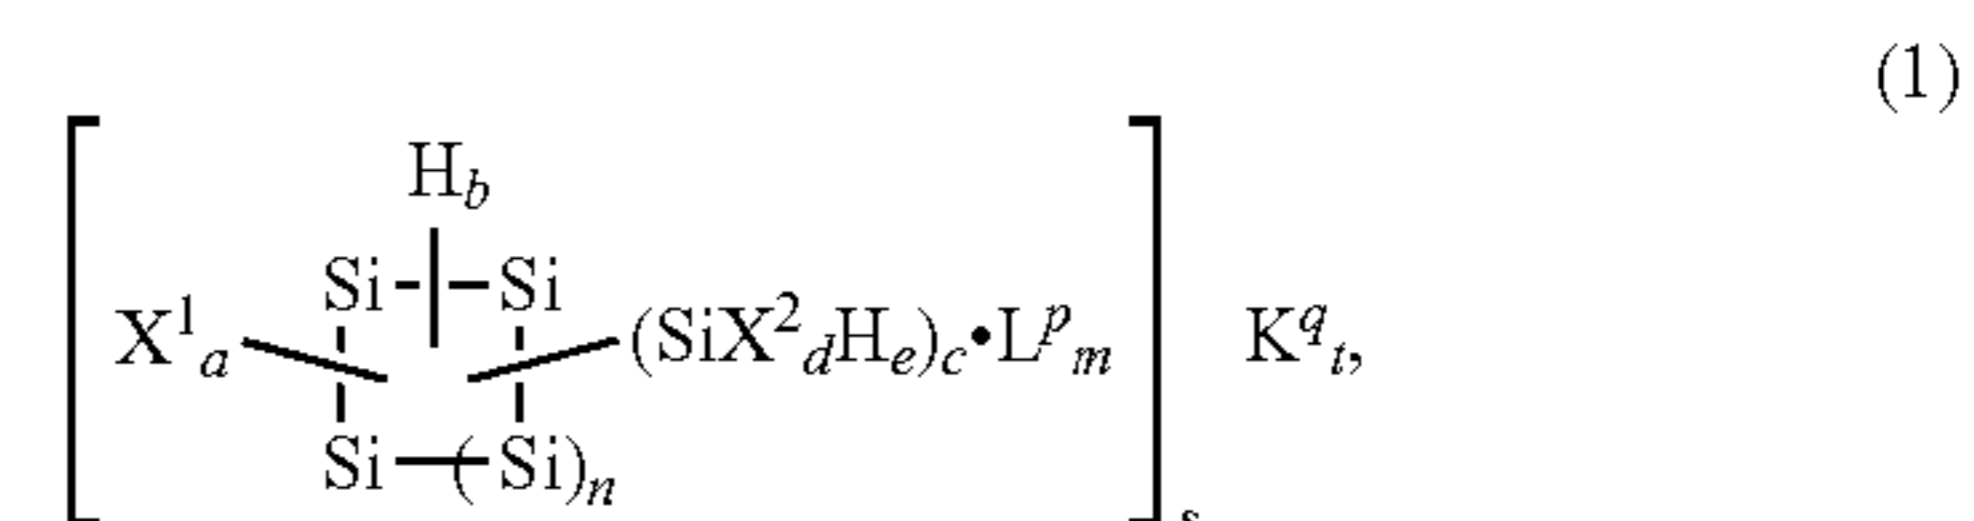 (1)
H_b
Si Si
X^1_a (SiX^2_dH_e)_c•L^p_m K^q_t,
Si (Si)_n
s